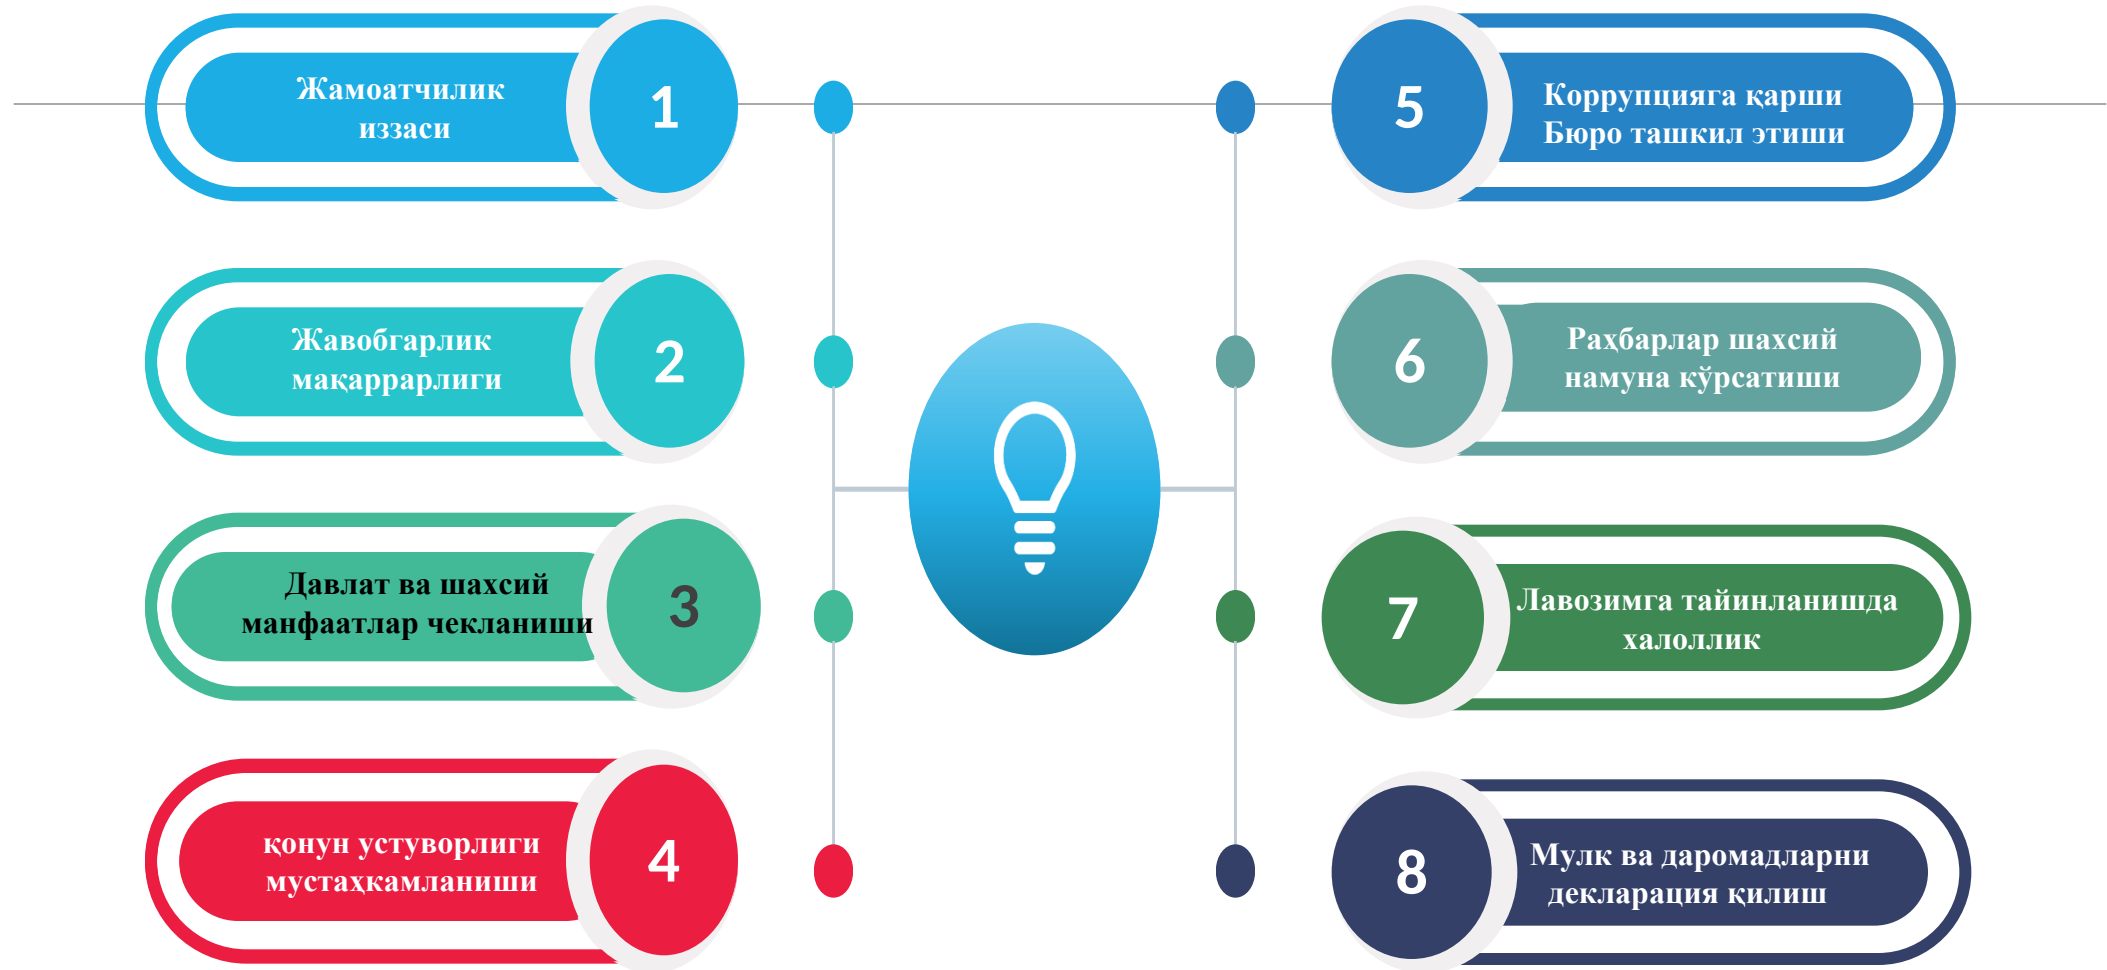 Жамоатчилик
иззаси
1
Жавобгарлик
мақаррарлиги
2
Давлат ва шахсий
манфаатлар чекланиши
3
қонун устуворлиги
мустаҳкамланиши
4
5
Коррупцияга қарши
Бюро ташкил этиши
6
Раҳбарлар шахсий
намуна кўрсатиши
7
Лавозимга тайинланишда
халоллик
8
Мулк ва даромадларни
декларация қилиш